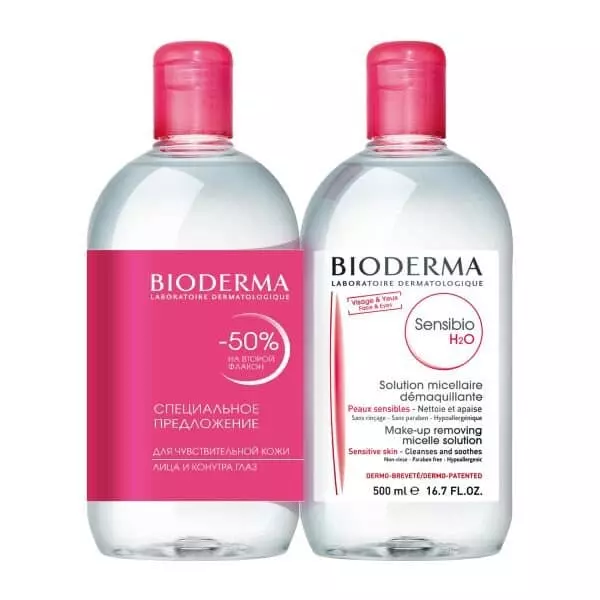 BIODERMA
LABORATOIRE DERMATOLOGIQUE
-50%
НА ВТОРОЙ
ФЛАКОН
СПЕЦИАЛЬНОЕ
ПРЕДЛОЖЕНИЕ
ДЛЯ ЧУВСТВИТЕЛЬНОЙ КОЖИ
ЛИЦА И КОНТУРА ГЛАЗ
BIODERMA
LABORATOIRE DERMATOLOGIQUE
Visage & Yeux
Face & Eyes
Sensibio
H2O
Solution micellaire
démaquillante
Peaux sensibles - Nettoie et apaise
Sans rinçage - Sans paraben - Hypoallergénique
Make-up removing
micelle solution
Sensitive skin - Cleanses and soothes
Non-rinse - Paraben free - Hypoallergenic
DERMO-BREVETÉ/DERMO-PATENTED
500 ml ℮ 16.7 FL.OZ.